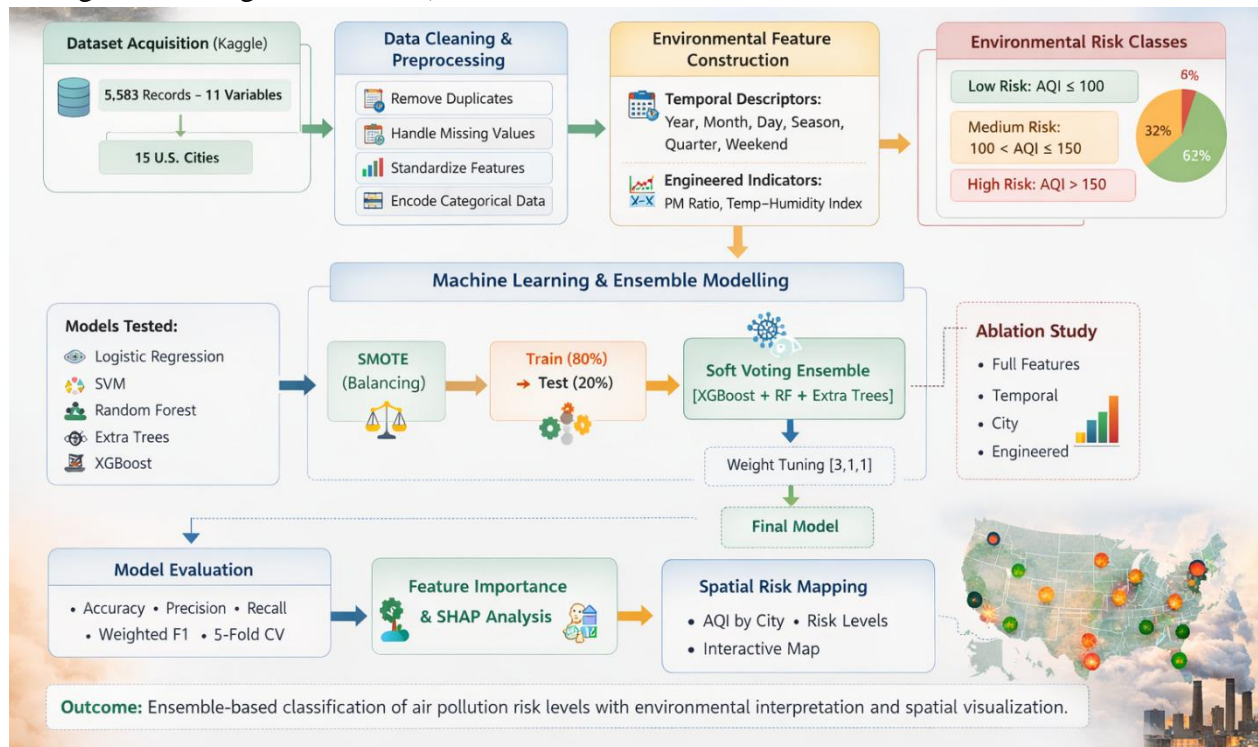 Dataset Acquisition (Kaggle)
5,583 Records – 11 Variables
15 U.S. Cities
Data Cleaning &
Preprocessing
Remove Duplicates
Handle Missing Values
Standardize Features
Encode Categorical Data
Environmental Feature
Construction
Temporal Descriptors:
Year, Month, Day, Season,
Quarter, Weekend
X–X
Engineered Indicators:
PM Ratio, Temp–Humidity Index
Environmental Risk Classes
Low Risk: AQI ≤ 100
Medium Risk:
100 < AQI ≤ 150
High Risk: AQI > 150
6%
32%
62%
Machine Learning & Ensemble Modelling
Models Tested:
Logistic Regression
SVM
Random Forest
Extra Trees
XGBoost
SMOTE
(Balancing)
Train (80%)
→ Test (20%)
Soft Voting Ensemble
[XGBoost + RF + Extra Trees]
Weight Tuning [3,1,1]
Final Model
Ablation Study
• Full Features
• Temporal
• City
• Engineered
Model Evaluation
• Accuracy • Precision • Recall
• Weighted F1 • 5-Fold CV
Feature Importance
& SHAP Analysis
Spatial Risk Mapping
• AQI by City • Risk Levels
• Interactive Map
Outcome: Ensemble-based classification of air pollution risk levels with environmental interpretation and spatial visualization.